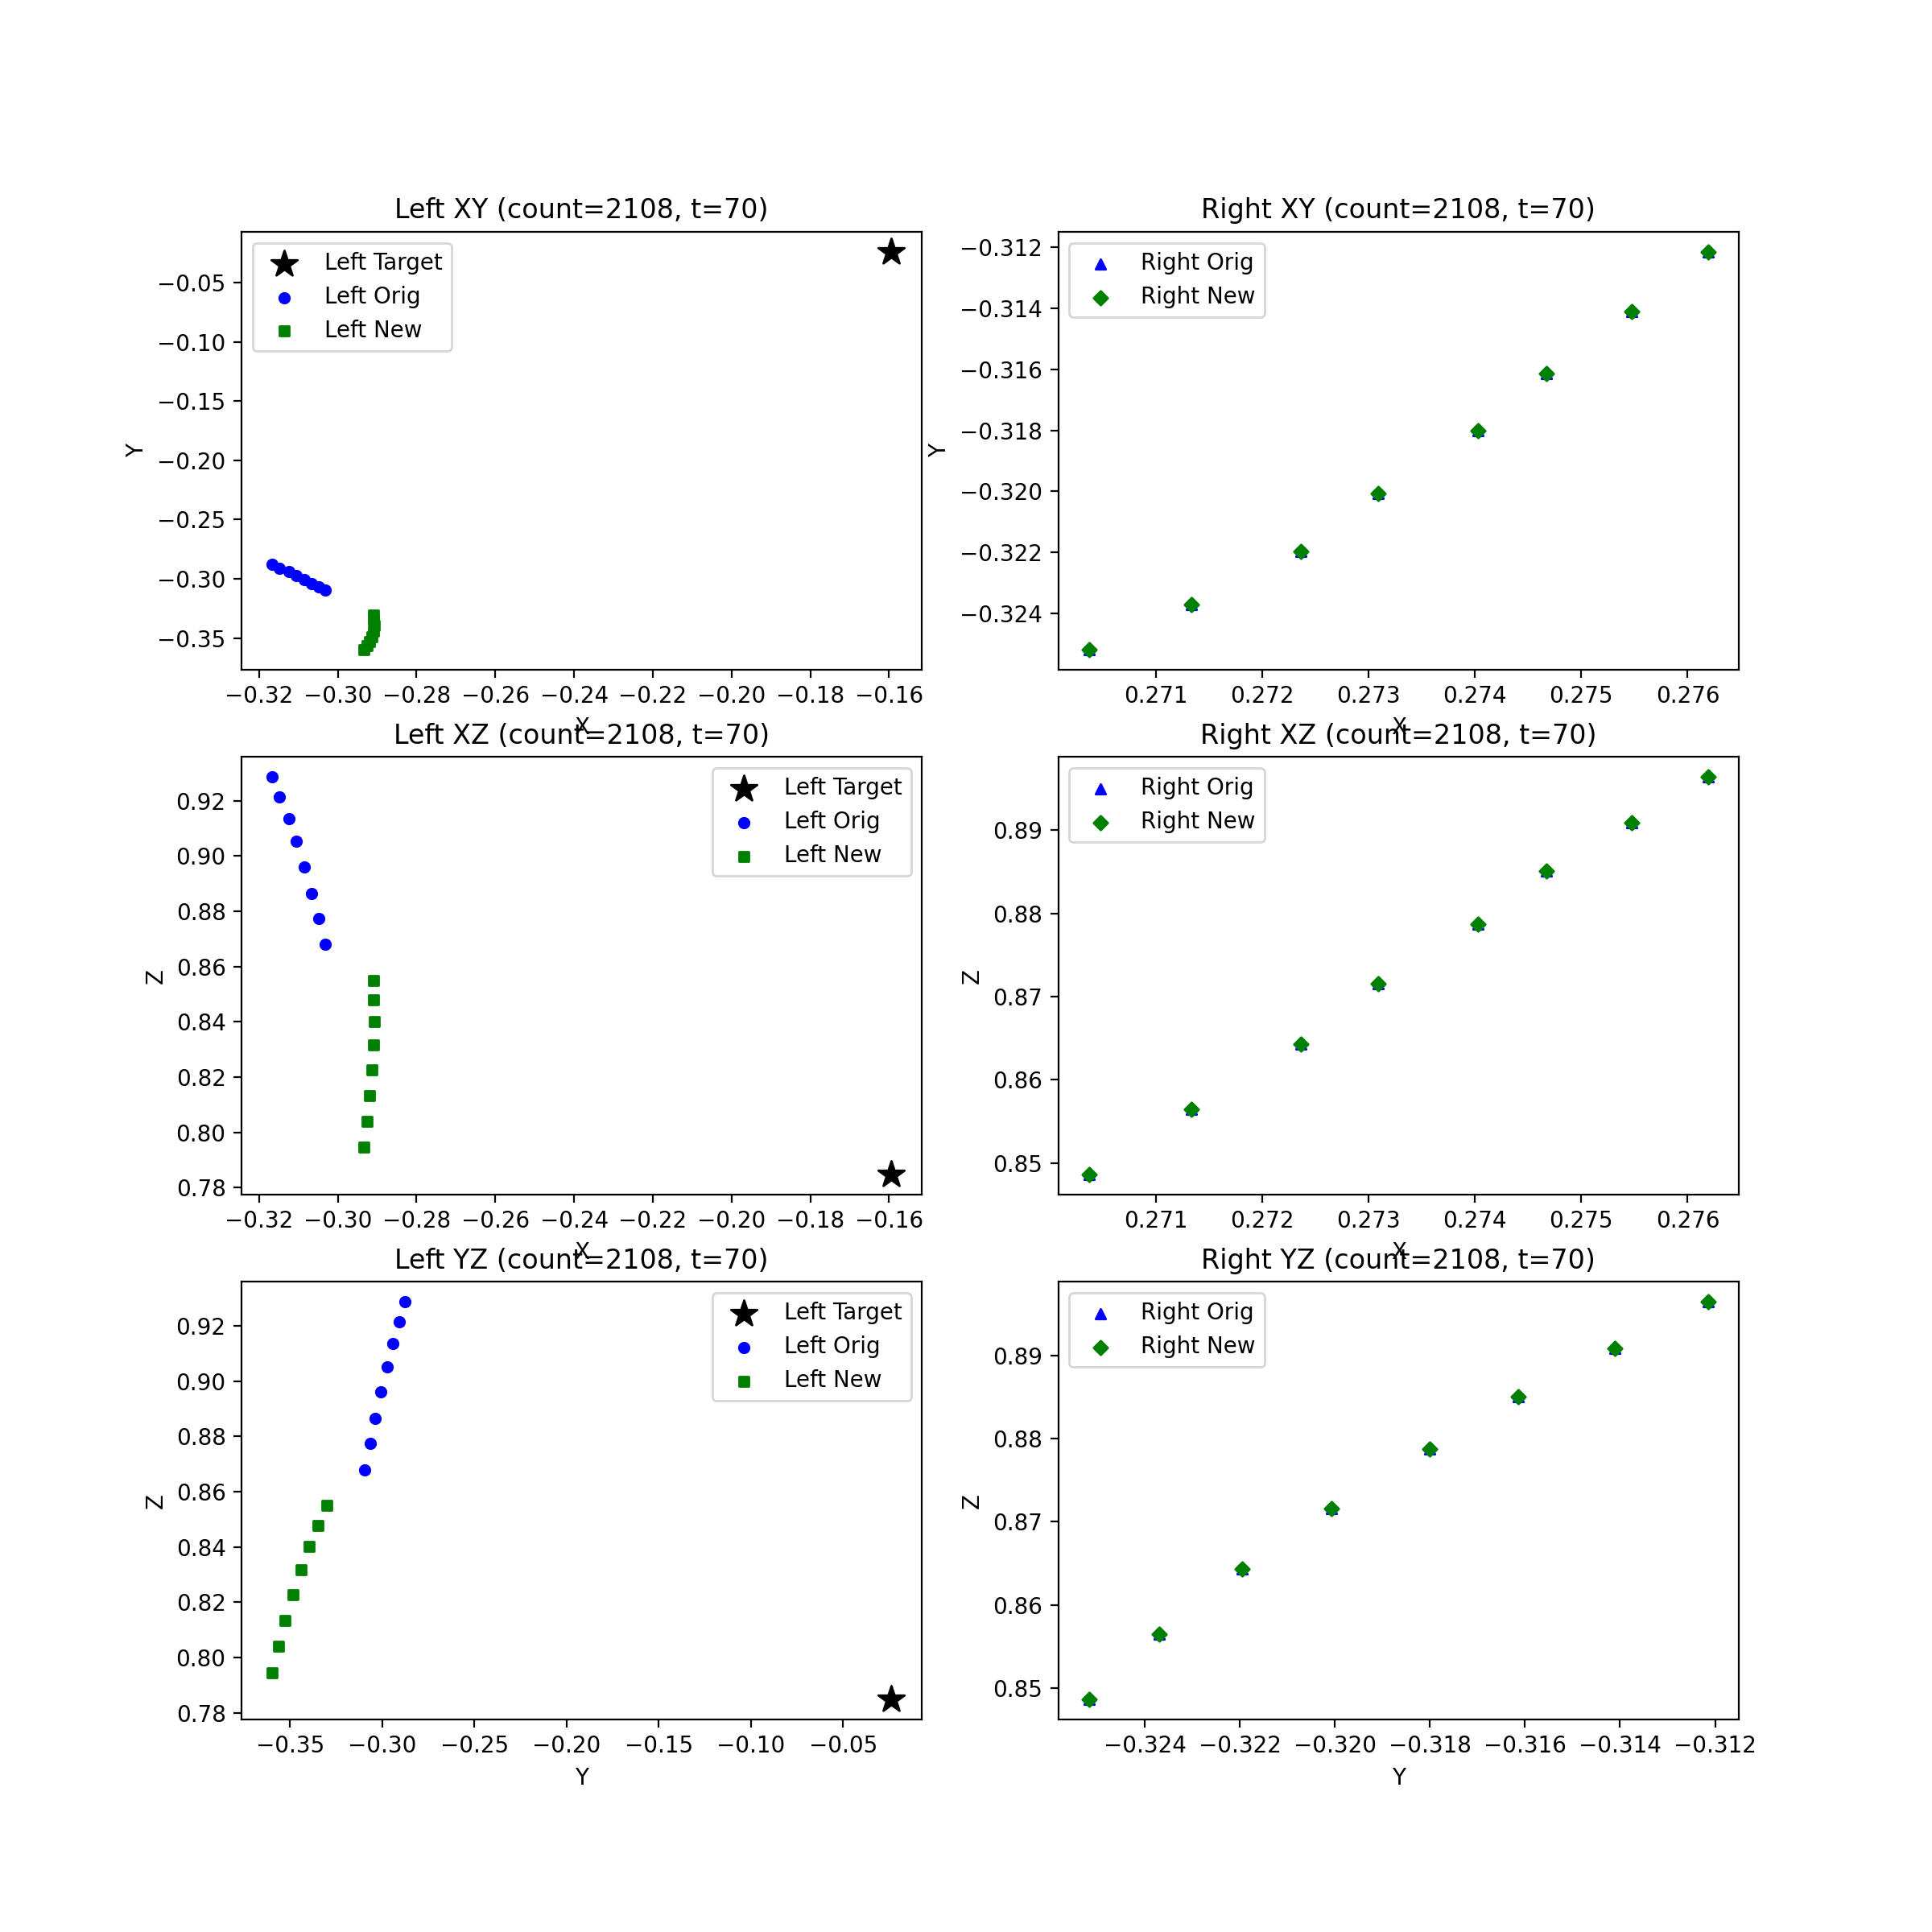 Left XY (count=2108, t=70)
Left Target
Left Orig
Left New
Y
−0.05
−0.10
−0.15
−0.20
−0.25
−0.30
−0.35
−0.32 −0.30 −0.28 −0.26 −0.24 −0.22 −0.20 −0.18 −0.16
X
Right XY (count=2108, t=70)
Right Orig
Right New
Y
−0.312
−0.314
−0.316
−0.318
−0.320
−0.322
−0.324
0.271 0.272 0.273 0.274 0.275 0.276
X
Left XZ (count=2108, t=70)
Left Target
Left Orig
Left New
Z
0.92
0.90
0.88
0.86
0.84
0.82
0.80
0.78
−0.32 −0.30 −0.28 −0.26 −0.24 −0.22 −0.20 −0.18 −0.16
X
Right XZ (count=2108, t=70)
Right Orig
Right New
Z
0.89
0.88
0.87
0.86
0.85
0.271 0.272 0.273 0.274 0.275 0.276
X
Left YZ (count=2108, t=70)
Left Target
Left Orig
Left New
Z
0.92
0.90
0.88
0.86
0.84
0.82
0.80
0.78
−0.35 −0.30 −0.25 −0.20 −0.15 −0.10 −0.05
Y
Right YZ (count=2108, t=70)
Right Orig
Right New
Z
0.89
0.88
0.87
0.86
0.85
−0.324 −0.322 −0.320 −0.318 −0.316 −0.314 −0.312
Y